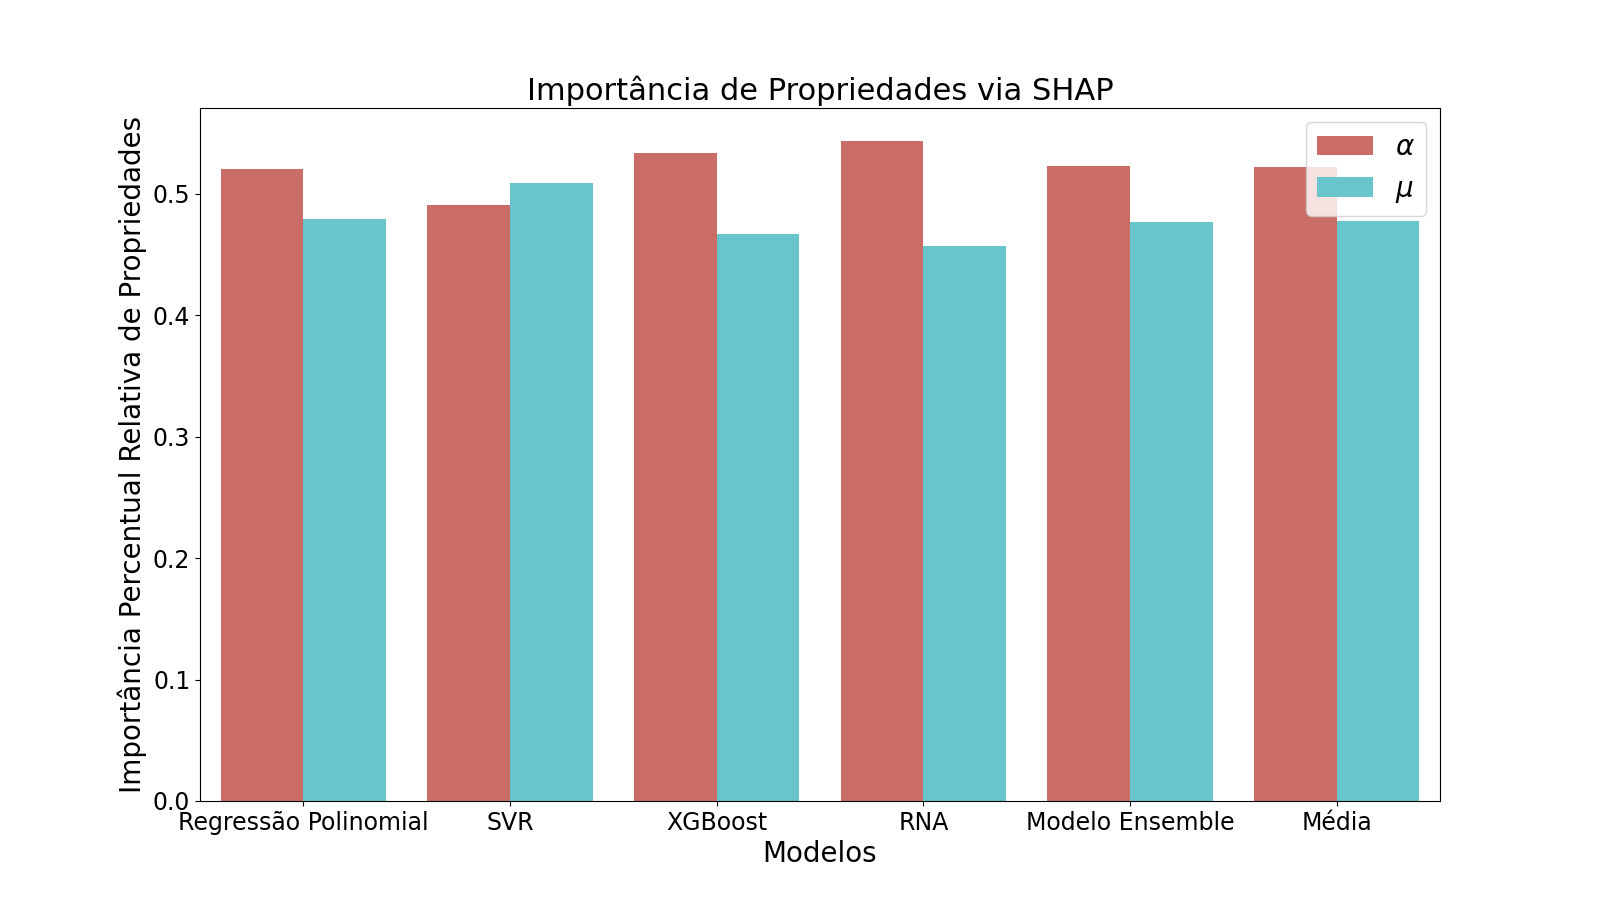 Importância de Propriedades via SHAP
Importância Percentual Relativa de Propriedades
α
μ
0.5
0.4
0.3
0.2
0.1
0.0
Regressão Polinomial SVR XGBoost RNA Modelo Ensemble Média
Modelos